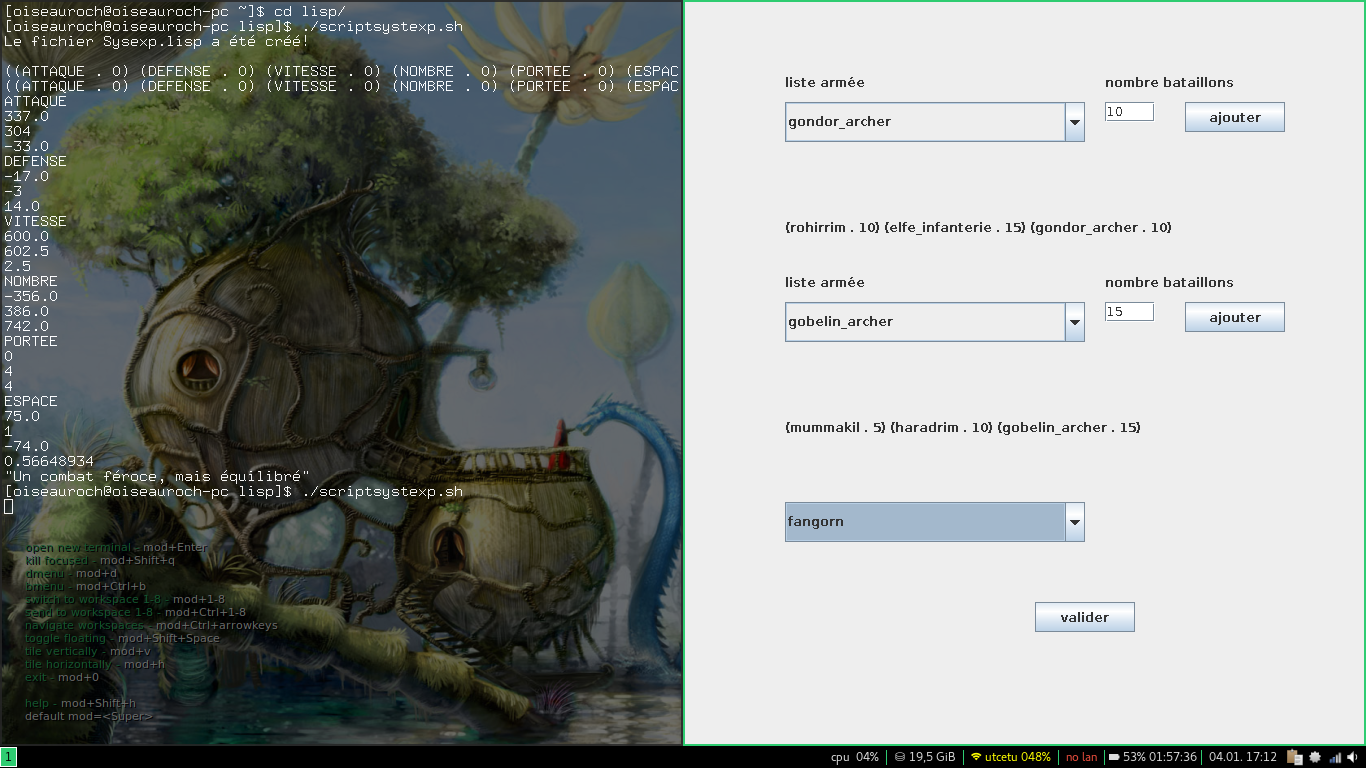 [oiseauroch@oiseauroch-pc ~]$ cd lisp/
[oiseauroch@oiseauroch-pc lisp]$ ./scriptsystexp.sh
Le fichier Sysexp.lisp a été créé!
((ATTAQUE . 0) (DEFENSE . 0) (VITESSE . 0) (NOMBRE . 0) (PORTEE . 0) (ESPAC
((ATTAQUE . 0) (DEFENSE . 0) (VITESSE . 0) (NOMBRE . 0) (PORTEE . 0) (ESPAC
ATTAQUE
337.0
304
-33.0
DEFENSE
-17.0
-3
14.0
VITESSE
600.0
602.5
2.5
NOMBRE
-356.0
386.0
742.0
PORTEE
0
4
4
ESPACE
75.0
1
-74.0
0.56648934
"Un combat féroce, mais équilibré"
[oiseauroch@oiseauroch-pc lisp]$ ./scriptsystexp.sh
open new terminal - mod+Enter
kill focused - mod+Shift+q
dmenu - mod+d
bmenu - mod+Ctrl+b
switch to workspace 1-8 - mod+1-8
send to workspace 1-8 - mod+Ctrl+1-8
navigate workspaces - mod+Ctrl+arrowkeys
toggle floating - mod+Shift+Space
tile vertically - mod+v
tile horizontally - mod+h
exit - mod+0
help - mod+Shift+h
default mod=<Super>
liste armée nombre bataillons
gondor_archer 10 ajouter
(rohirrim . 10) (elfe_infanterie . 15) (gondor_archer . 10)
liste armée nombre bataillons
gobelin_archer 15 ajouter
(mummakil . 5) (haradrim . 10) (gobelin_archer . 15)
fangorn
valider
1 cpu 04% 19,5 GiB utcetu 048% no lan 53% 01:57:36 04.01. 17:12